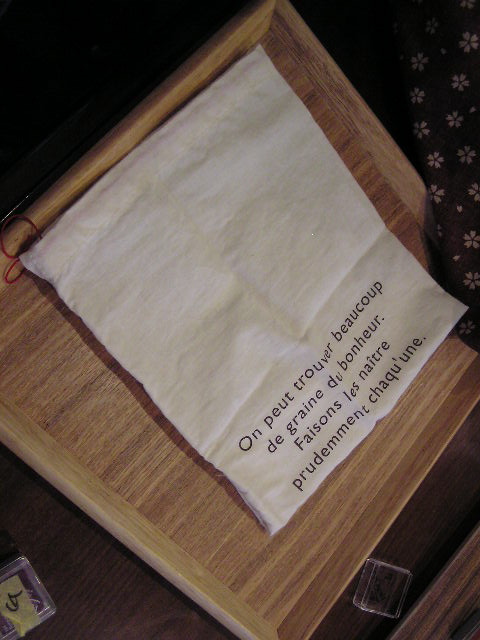 On peut trouver beaucoup
de graine du bonheur.
Faisons les naître
prudemment chaqu'une.
a